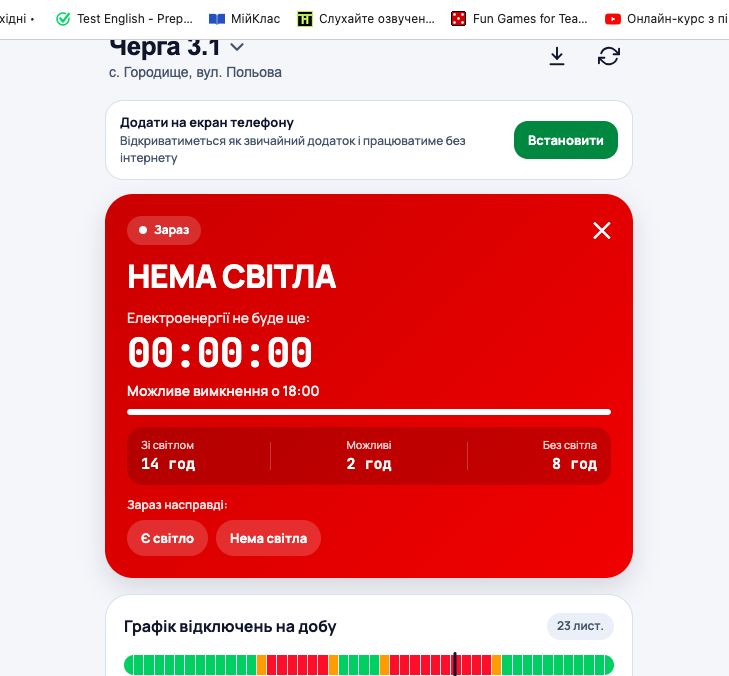 хідні •
Test English - Prep...
МійКлас
Слухайте озвучен...
Fun Games for Tea...
Онлайн-курс з пі
Черга 3.1
с. Городище, вул. Польова
Додати на екран телефону
Відкриватиметься як звичайний додаток і працюватиме без
інтернету
Встановити
Зараз
НЕМА СВІТЛА
Електроенергії не буде ще:
00:00:00
Можливе вимкнення о 18:00
Зі світлом
14 год
Можливі
2 год
Без світла
8 год
Зараз насправді:
Є світло
Нема світла
Графік відключень на добу
23 лист.